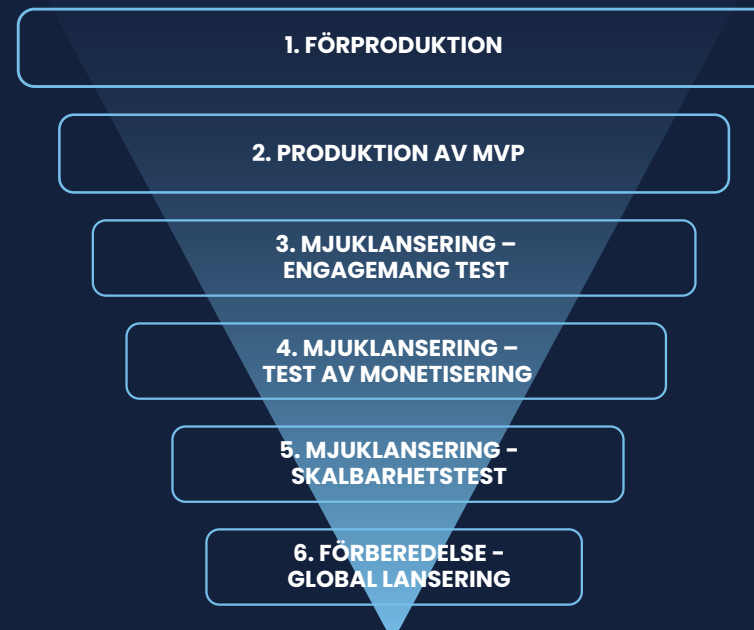 1. FÖRPRODUKTION
2. PRODUKTION AV MVP
3. MJUKLANSERING –
ENGAGEMANG TEST
4. MJUKLANSERING –
TEST AV MONETISERING
5. MJUKLANSERING -
SKALBARHETSTEST
6. FÖRBEREDELSE -
GLOBAL LANSERING